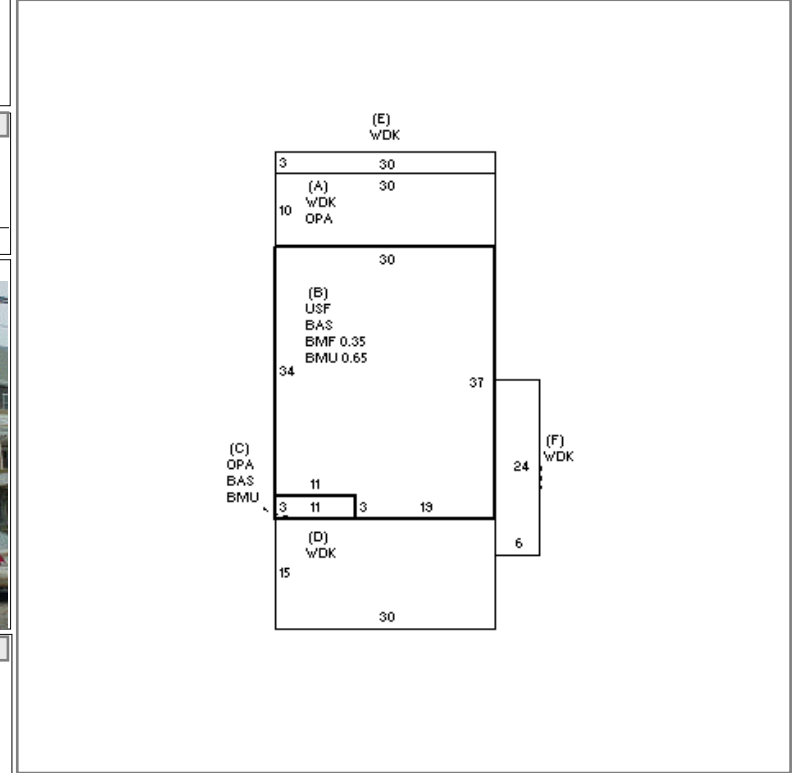 (E)
WDK
3 30
30
(A)
WDK
10
OPA
30
(B)
USF
BAS
BMF 0.35
BMU 0.65
34
37
(C)
OPA
BAS
BMU
(F)
WDK
24
11
3 11 3 19
(D)
WDK
6
15
30